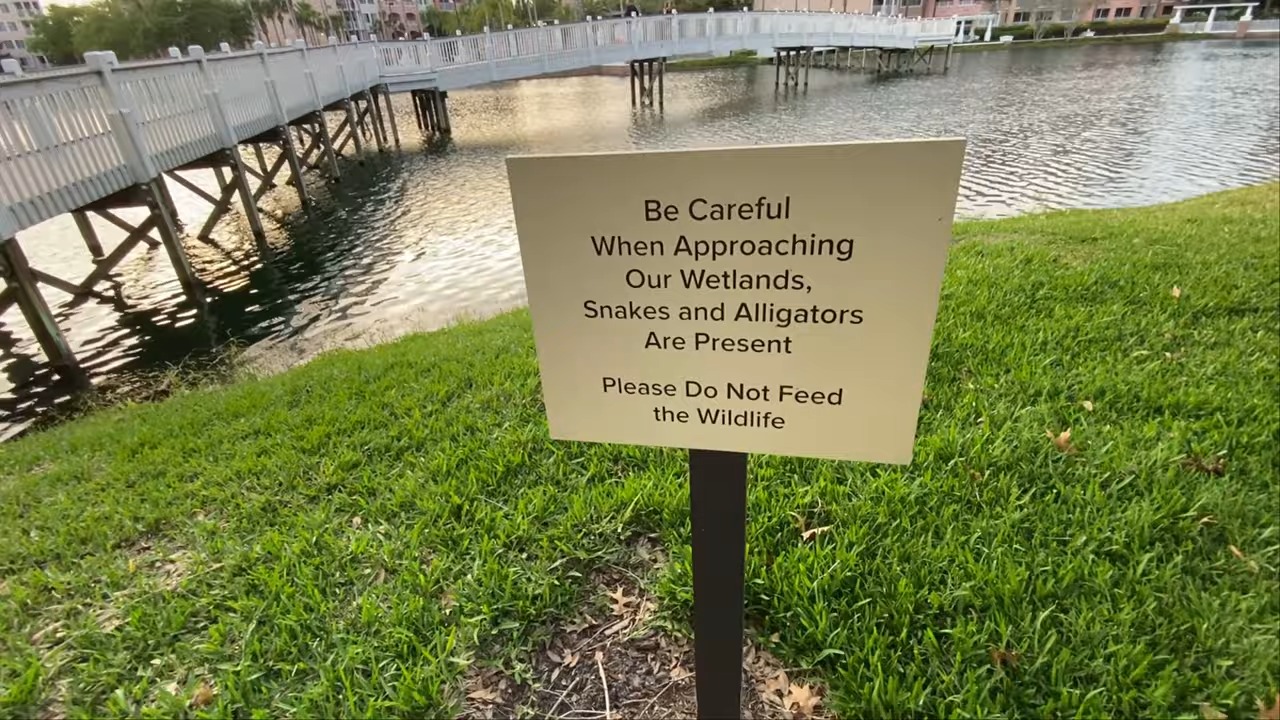 Be Careful
When Approaching
Our Wetlands,
Snakes and Alligators
Are Present
Please Do Not Feed
the Wildlife